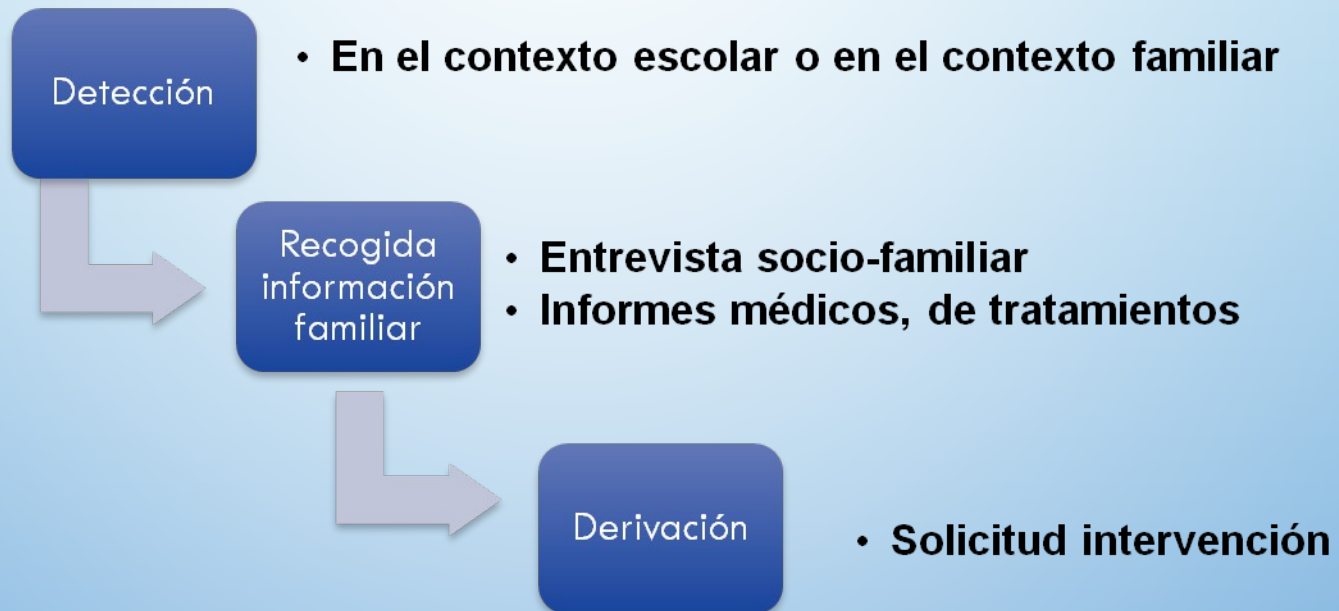 Detección
• En el contexto escolar o en el contexto familiar
Recogida
información
familiar
• Entrevista socio-familiar
• Informes médicos, de tratamientos
Derivación
• Solicitud intervención